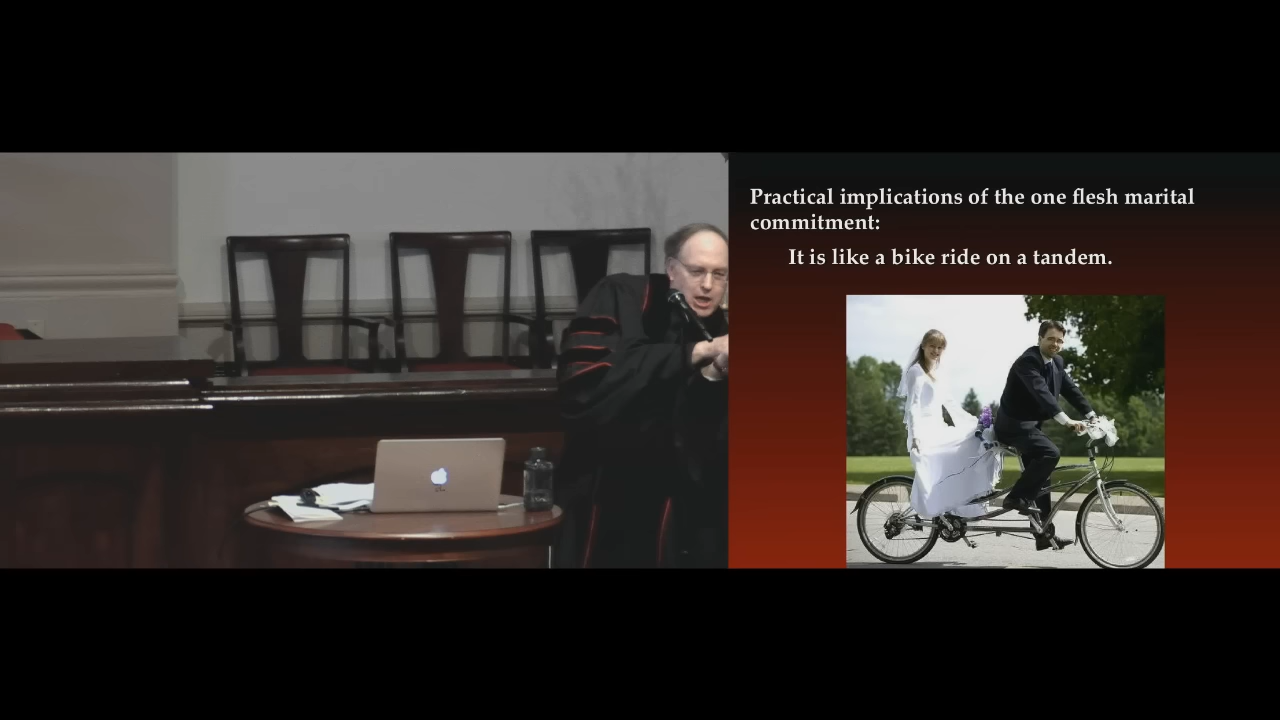 Practical implications of the one flesh marital
commitment:
It is like a bike ride on a tandem.